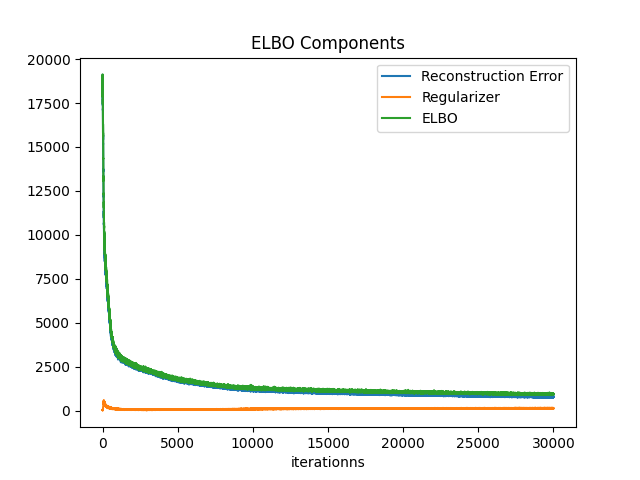 ELBO Components
20000
17500
15000
12500
10000
7500
5000
2500
0
Reconstruction Error
Regularizer
ELBO
0 5000 10000 15000 20000 25000 30000
iterationns